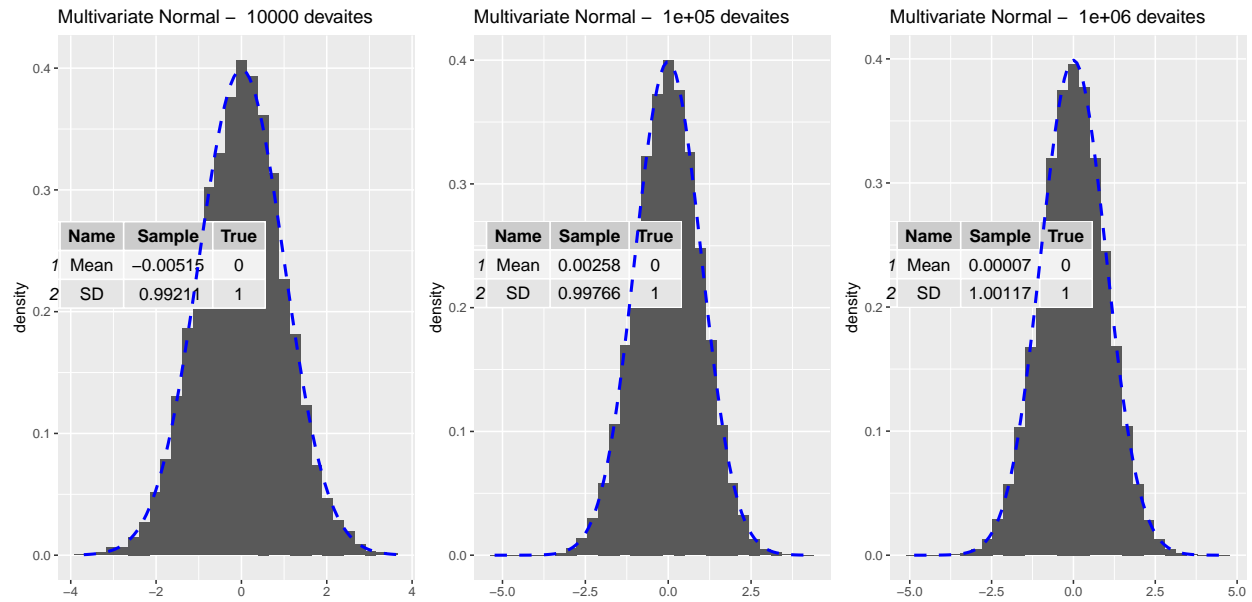 Multivariate Normal − 10000 devaites
density
0.4
0.3
0.2
0.1
0.0
Name Sample True
1 Mean −0.00515 0
2 SD 0.99211 1
−4 −2 0 2 4
Multivariate Normal − 1e+05 devaites
density
0.4
0.3
0.2
0.1
0.0
Name Sample True
1 Mean 0.00258 0
2 SD 0.99766 1
−5.0 −2.5 0.0 2.5
Multivariate Normal − 1e+06 devaites
density
0.4
0.3
0.2
0.1
0.0
Name Sample True
1 Mean 0.00007 0
2 SD 1.00117 1
−5.0 −2.5 0.0 2.5 5.0